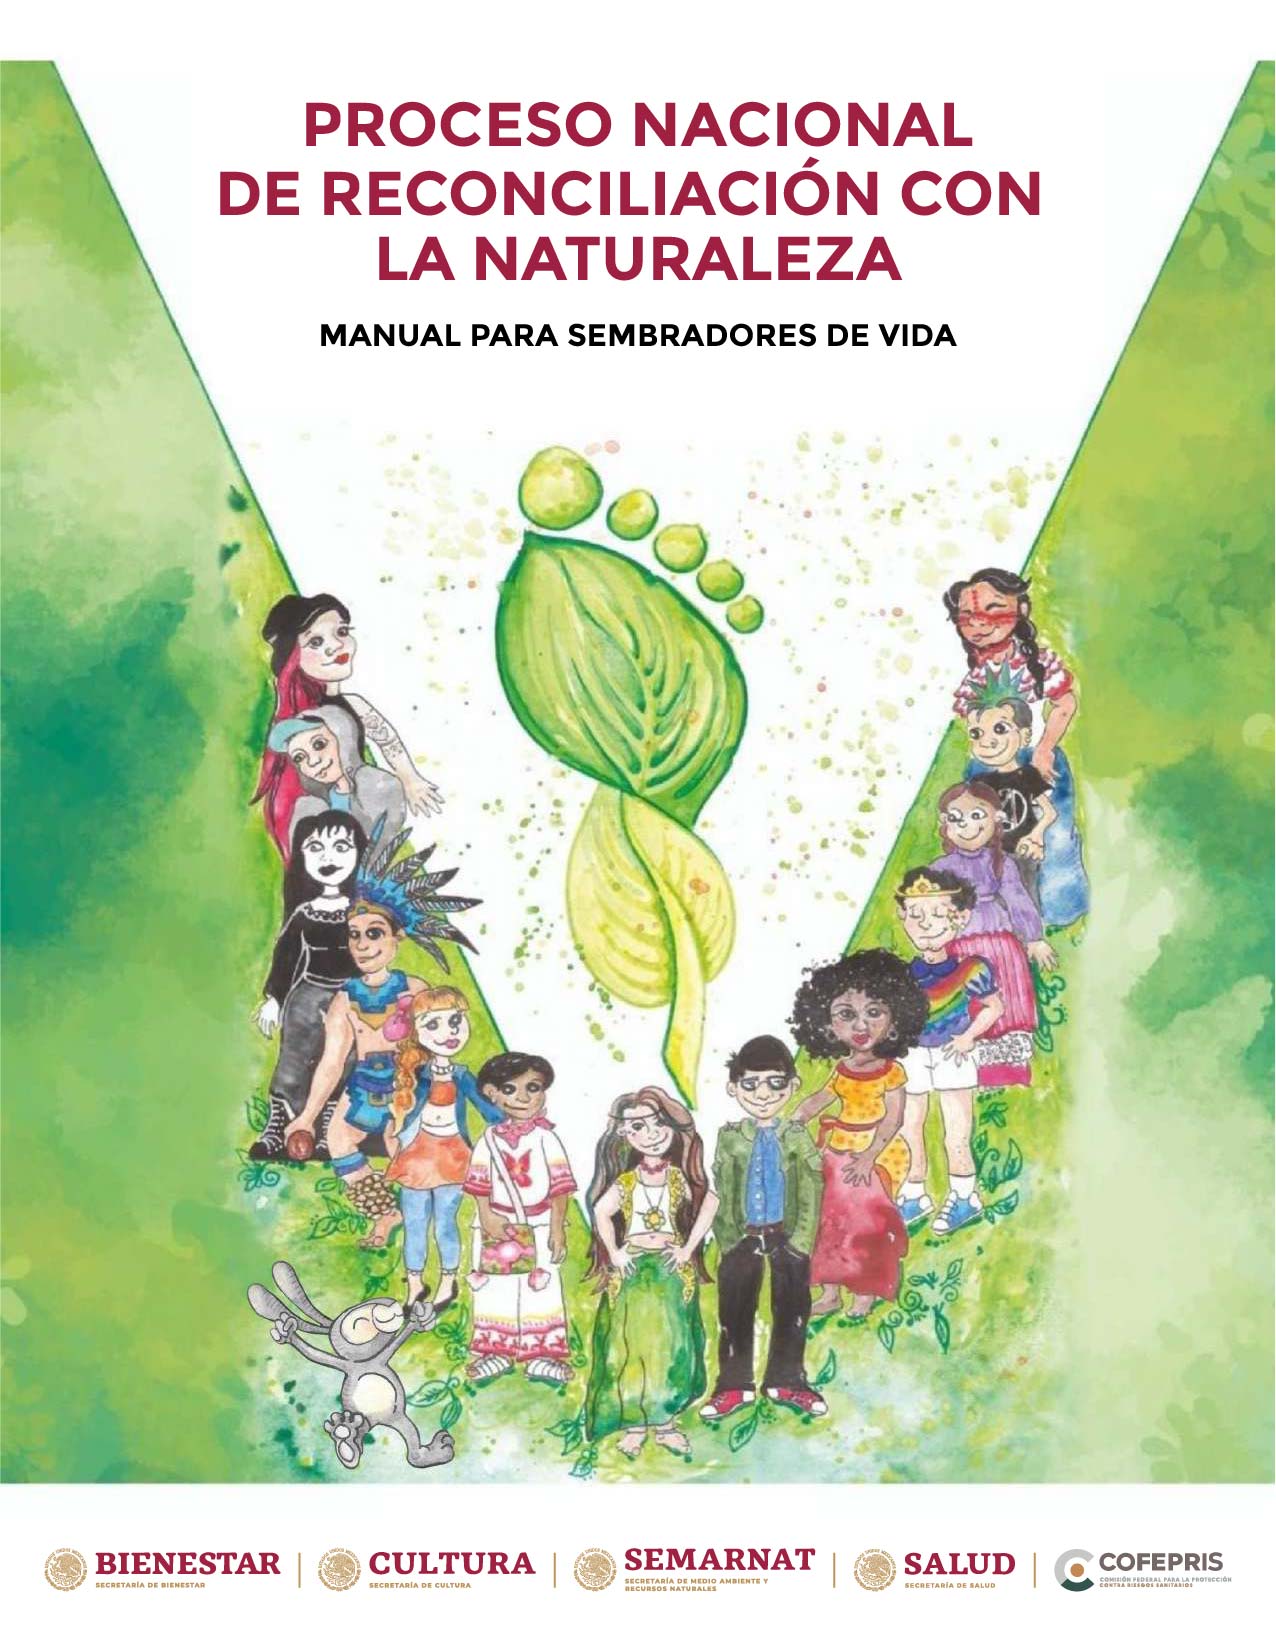 PROCESO NACIONAL
DE RECONCILIACIÓN CON
LA NATURALEZA
MANUAL PARA SEMBRADORES DE VIDA
BIENESTAR
SECRETARÍA DE BIENESTAR
CULTURA
SECRETARÍA DE CULTURA
SEMARNAT
SECRETARÍA DE MEDIO AMBIENTE Y
RECURSOS NATURALES
SALUD
SECRETARÍA DE SALUD
COFEPRIS
COMISIÓN FEDERAL PARA LA PROTECCIÓN
CONTRA RIESGOS SANITARIOS